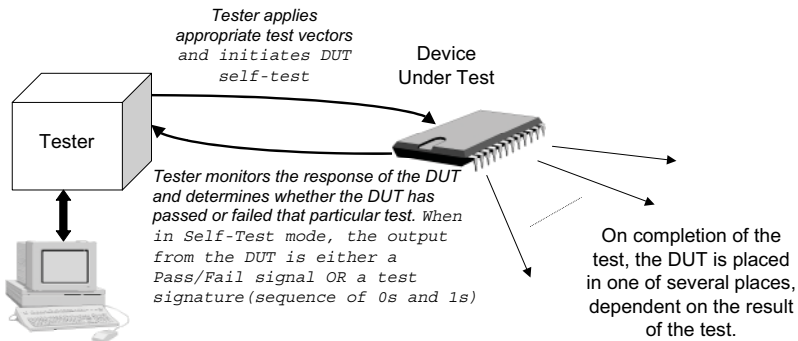 Tester applies
appropriate test vectors
and initiates DUT
self-test
Device
Under Test
Tester
Tester monitors the response of the DUT
and determines whether the DUT has
passed or failed that particular test. When
in Self-Test mode, the output
from the DUT is either a
Pass/Fail signal OR a test
signature(sequence of 0s and 1s)
On completion of the
test, the DUT is placed
in one of several places,
dependent on the result
of the test.